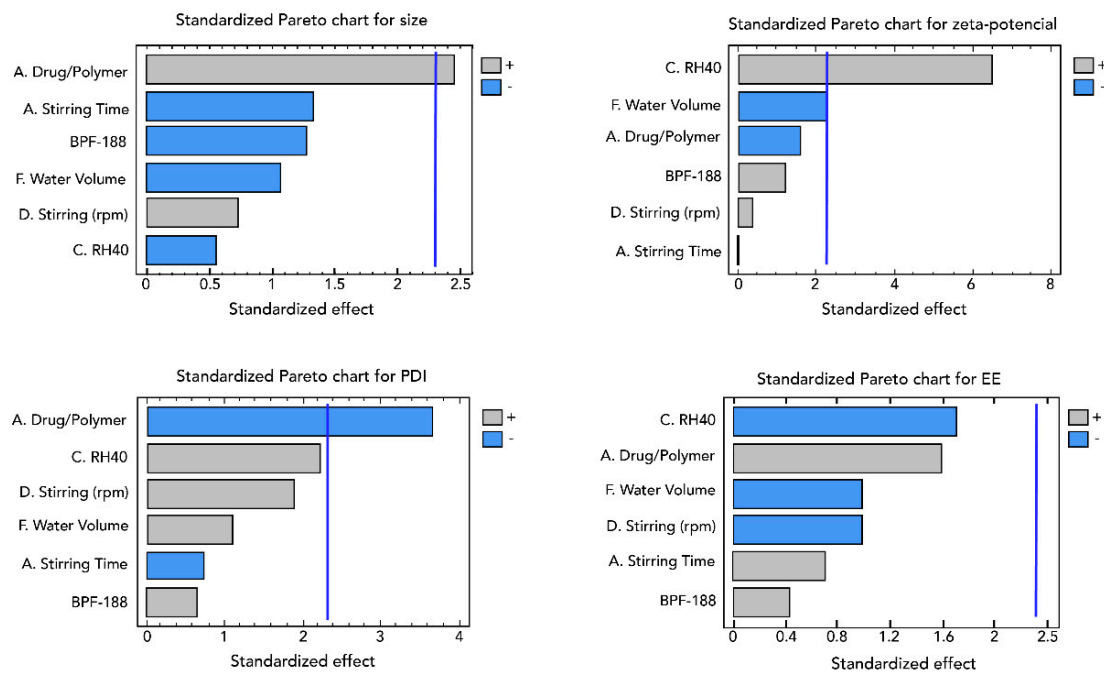 Standardized Pareto chart for size
A. Drug/Polymer
A. Stirring Time
BPF-188
F. Water Volume
D. Stirring (rpm)
C. RH40
+
-
0 0.5 1 1.5 2 2.5
Standardized effect
Standardized Pareto chart for zeta-potencial
C. RH40
F. Water Volume
A. Drug/Polymer
BPF-188
D. Stirring (rpm)
A. Stirring Time
+
-
0 2 4 6 8
Standardized effect
Standardized Pareto chart for PDI
A. Drug/Polymer
C. RH40
D. Stirring (rpm)
F. Water Volume
A. Stirring Time
BPF-188
+
-
0 1 2 3 4
Standardized effect
Standardized Pareto chart for EE
C. RH40
A. Drug/Polymer
F. Water Volume
D. Stirring (rpm)
A. Stirring Time
BPF-188
+
-
0 0.4 0.8 1.6 2 2.5
Standardized effect